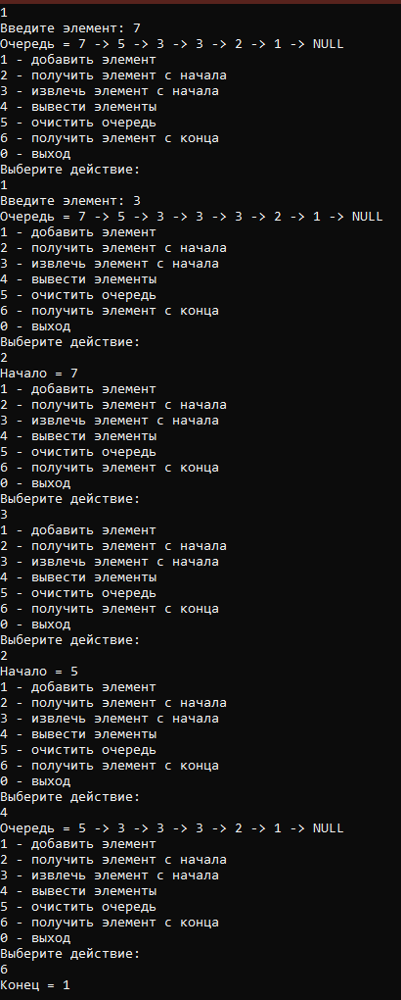 1
Введите элемент: 7
Очередь = 7 -> 5 -> 3 -> 3 -> 2 -> 1 -> NULL
1 - добавить элемент
2 - получить элемент с начала
3 - извлечь элемент с начала
4 - вывести элементы
5 - очистить очередь
6 - получить элемент с конца
0 - выход
Выберите действие:
1
Введите элемент: 3
Очередь = 7 -> 5 -> 3 -> 3 -> 3 -> 2 -> 1 -> NULL
1 - добавить элемент
2 - получить элемент с начала
3 - извлечь элемент с начала
4 - вывести элементы
5 - очистить очередь
6 - получить элемент с конца
0 - выход
Выберите действие:
2
Начало = 7
1 - добавить элемент
2 - получить элемент с начала
3 - извлечь элемент с начала
4 - вывести элементы
5 - очистить очередь
6 - получить элемент с конца
0 - выход
Выберите действие:
3
1 - добавить элемент
2 - получить элемент с начала
3 - извлечь элемент с начала
4 - вывести элементы
5 - очистить очередь
6 - получить элемент с конца
0 - выход
Выберите действие:
2
Начало = 5
1 - добавить элемент
2 - получить элемент с начала
3 - извлечь элемент с начала
4 - вывести элементы
5 - очистить очередь
6 - получить элемент с конца
0 - выход
Выберите действие:
4
Очередь = 5 -> 3 -> 3 -> 3 -> 2 -> 1 -> NULL
1 - добавить элемент
2 - получить элемент с начала
3 - извлечь элемент с начала
4 - вывести элементы
5 - очистить очередь
6 - получить элемент с конца
0 - выход
Выберите действие:
6
Конец = 1